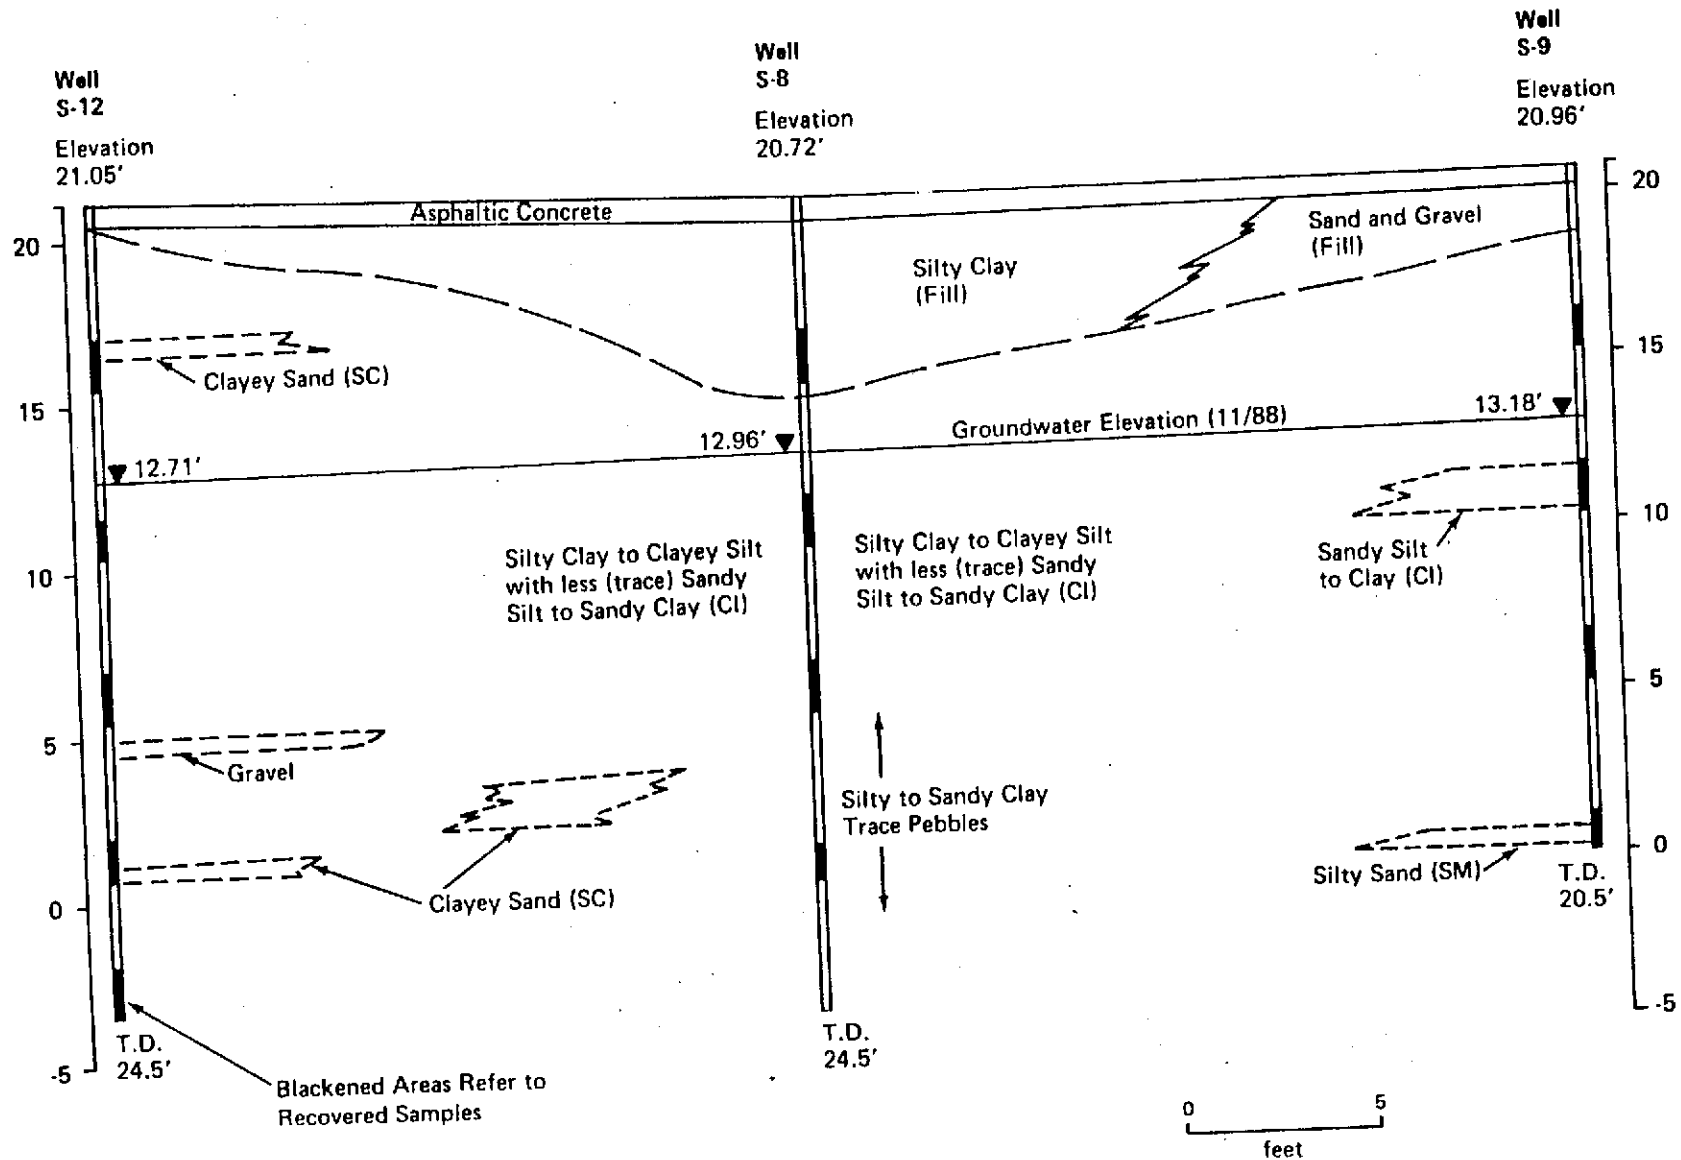 Well
S-12
Elevation
21.05'
Well
S-8
Elevation
20.72'
Well
S-9
Elevation
20.96'
Asphaltic Concrete
Silty Clay
(Fill)
Sand and Gravel
(Fill)
20
15
10
5
0
-5
20
15
10
5
0
-5
Clayey Sand (SC)
12.71'
12.96'
Groundwater Elevation (11/88)
13.18'
Silty Clay to Clayey Silt
with less (trace) Sandy
Silt to Sandy Clay (Cl)
Silty Clay to Clayey Silt
with less (trace) Sandy
Silt to Sandy Clay (Cl)
Sandy Silt
to Clay (Cl)
Gravel
Silty to Sandy Clay
Trace Pebbles
Clayey Sand (SC)
Silty Sand (SM)
T.D.
20.5'
T.D.
24.5'
T.D.
24.5'
Blackened Areas Refer to
Recovered Samples
0 5
feet